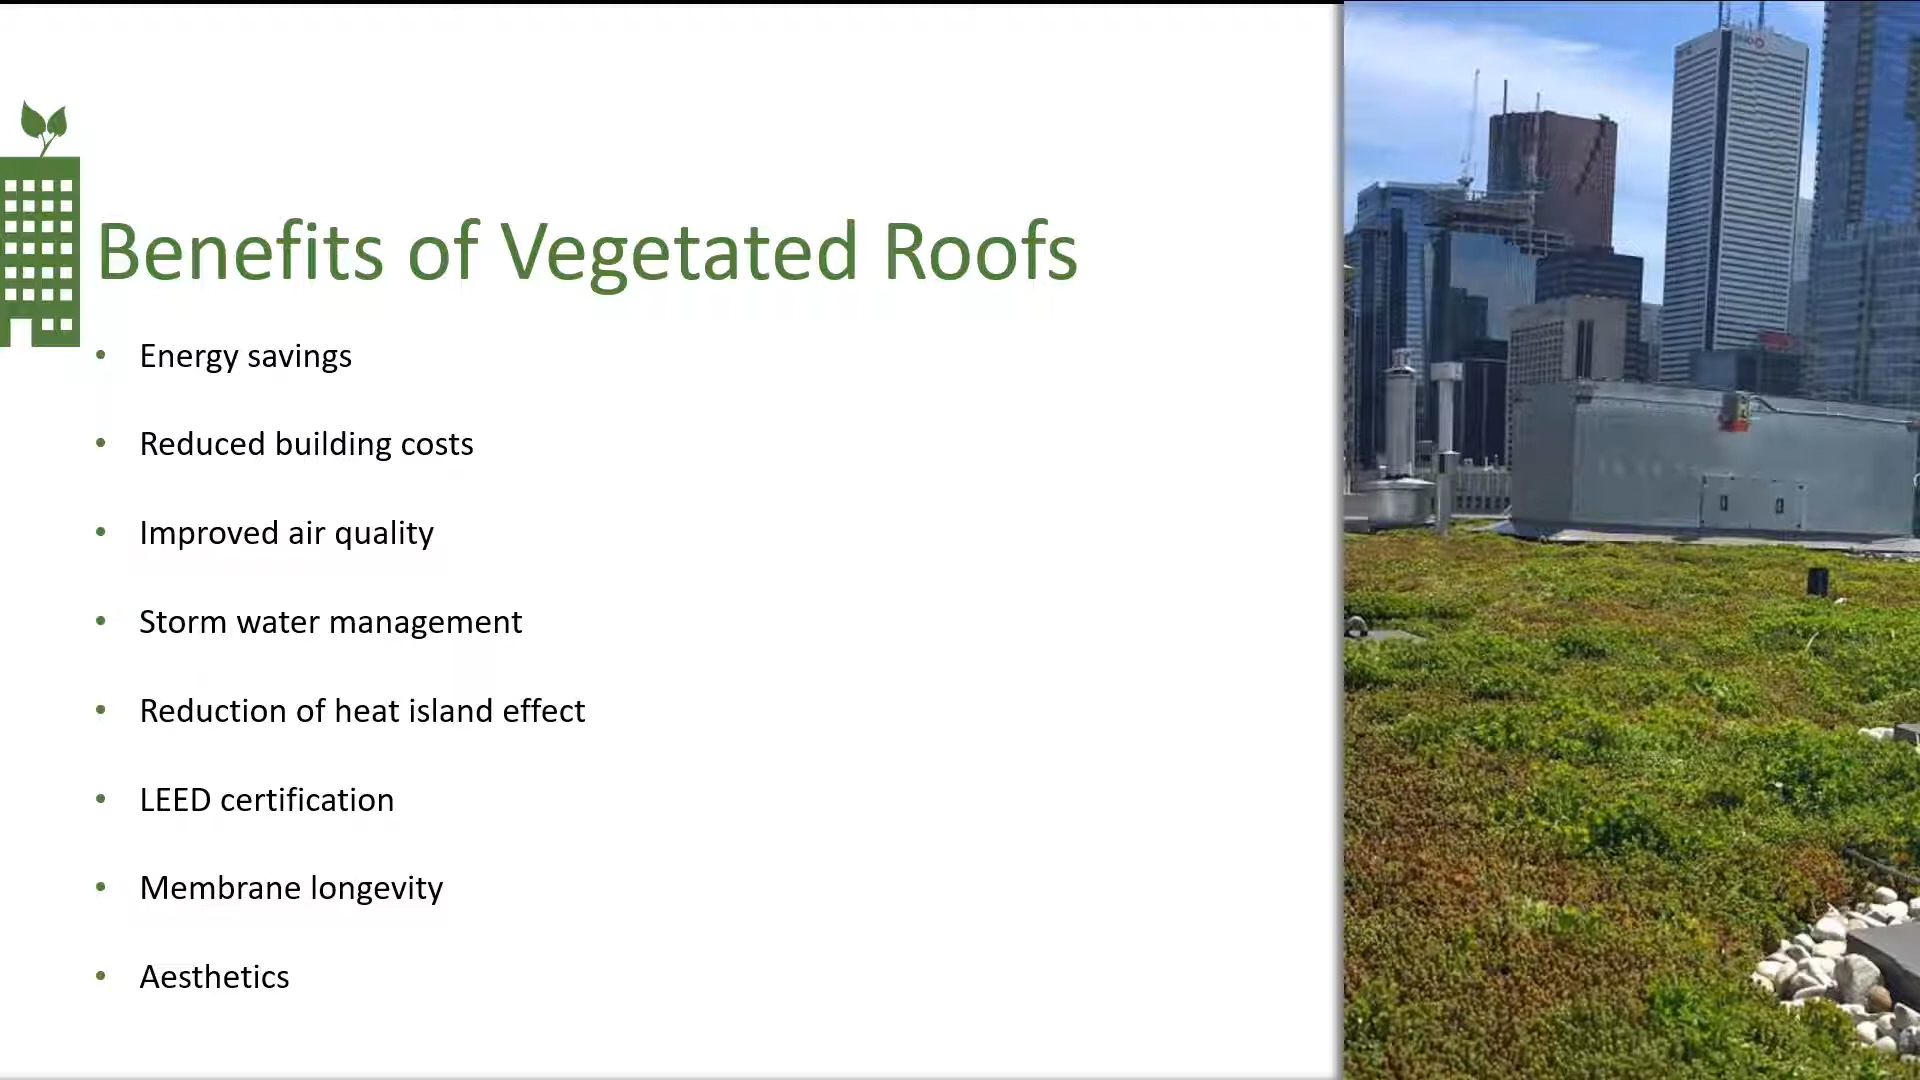 Benefits of Vegetated Roofs
• Energy savings
• Reduced building costs
• Improved air quality
• Storm water management
• Reduction of heat island effect
• LEED certification
• Membrane longevity
• Aesthetics